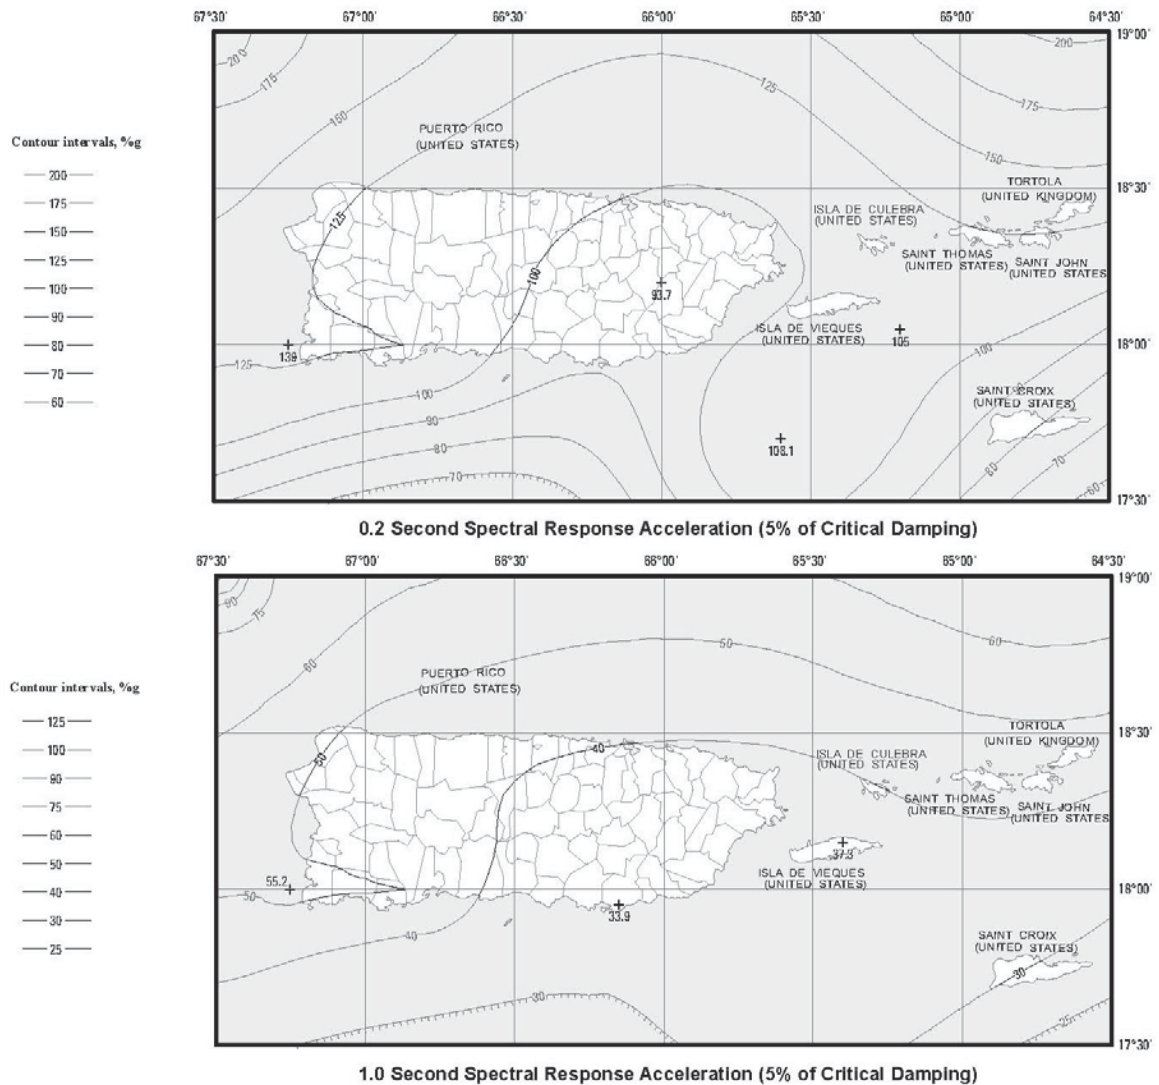 67°30' 67°00' 66°30' 66°00' 65°30' 65°00' 64°30'
19°00'
200
200
175
175
125
150
Contour intervals, %g
PUERTO RICO
(UNITED STATES)
150
200
175
150
125
100
90
80
70
60
18°30'
TORTOLA
(UNITED KINGDOM)
ISLA DE CULEBRA
(UNITED STATES)
125
SAINT THOMAS
(UNITED STATES)
SAINT JOHN
(UNITED STATES
100
93.7
ISLA DE VIEQUES
(UNITED STATES)
105
18°00'
139
125
100
SAINT CROIX
(UNITED STATES)
100
90
80
108.1
80
70
70
60
17°30'
0.2 Second Spectral Response Acceleration (5% of Critical Damping)
67°30' 67°00' 66°30' 66°00' 65°30' 65°00' 64°30'
19°00'
90
75
60
50
60
PUERTO RICO
(UNITED STATES)
Contour intervals, %g
125
100
90
75
60
50
40
30
25
18°30'
TORTOLA
(UNITED KINGDOM)
40
ISLA DE CULEBRA
(UNITED STATES)
50
SAINT THOMAS
(UNITED STATES)
SAINT JOHN
(UNITED STATES
37.3
ISLA DE VIEQUES
(UNITED STATES)
55.2
18°00'
50
33.9
40
SAINT CROIX
(UNITED STATES)
30
30
25
17°30'
1.0 Second Spectral Response Acceleration (5% of Critical Damping)